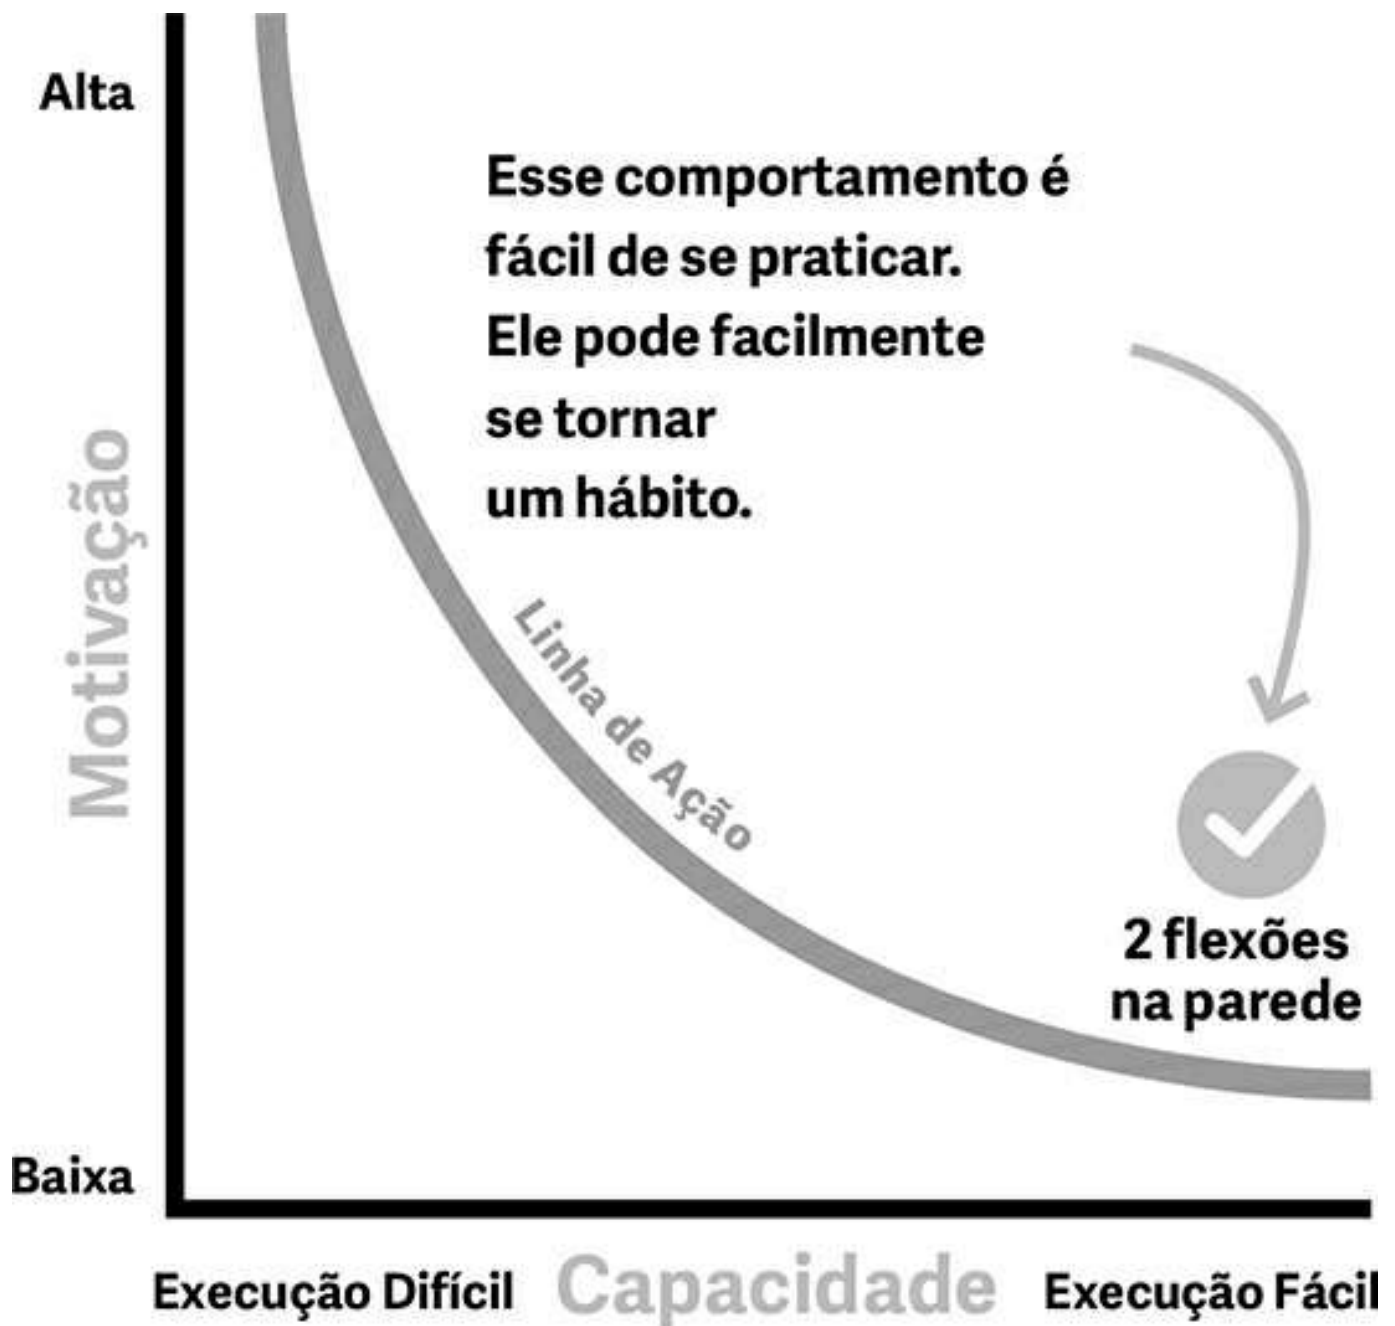 Alta
Esse comportamento é
fácil de se praticar.
Ele pode facilmente
se tornar
um hábito.
Motivação
Linha de Ação
2 flexões
na parede
Baixa
Execução Difícil
Capacidade
Execução Fácil